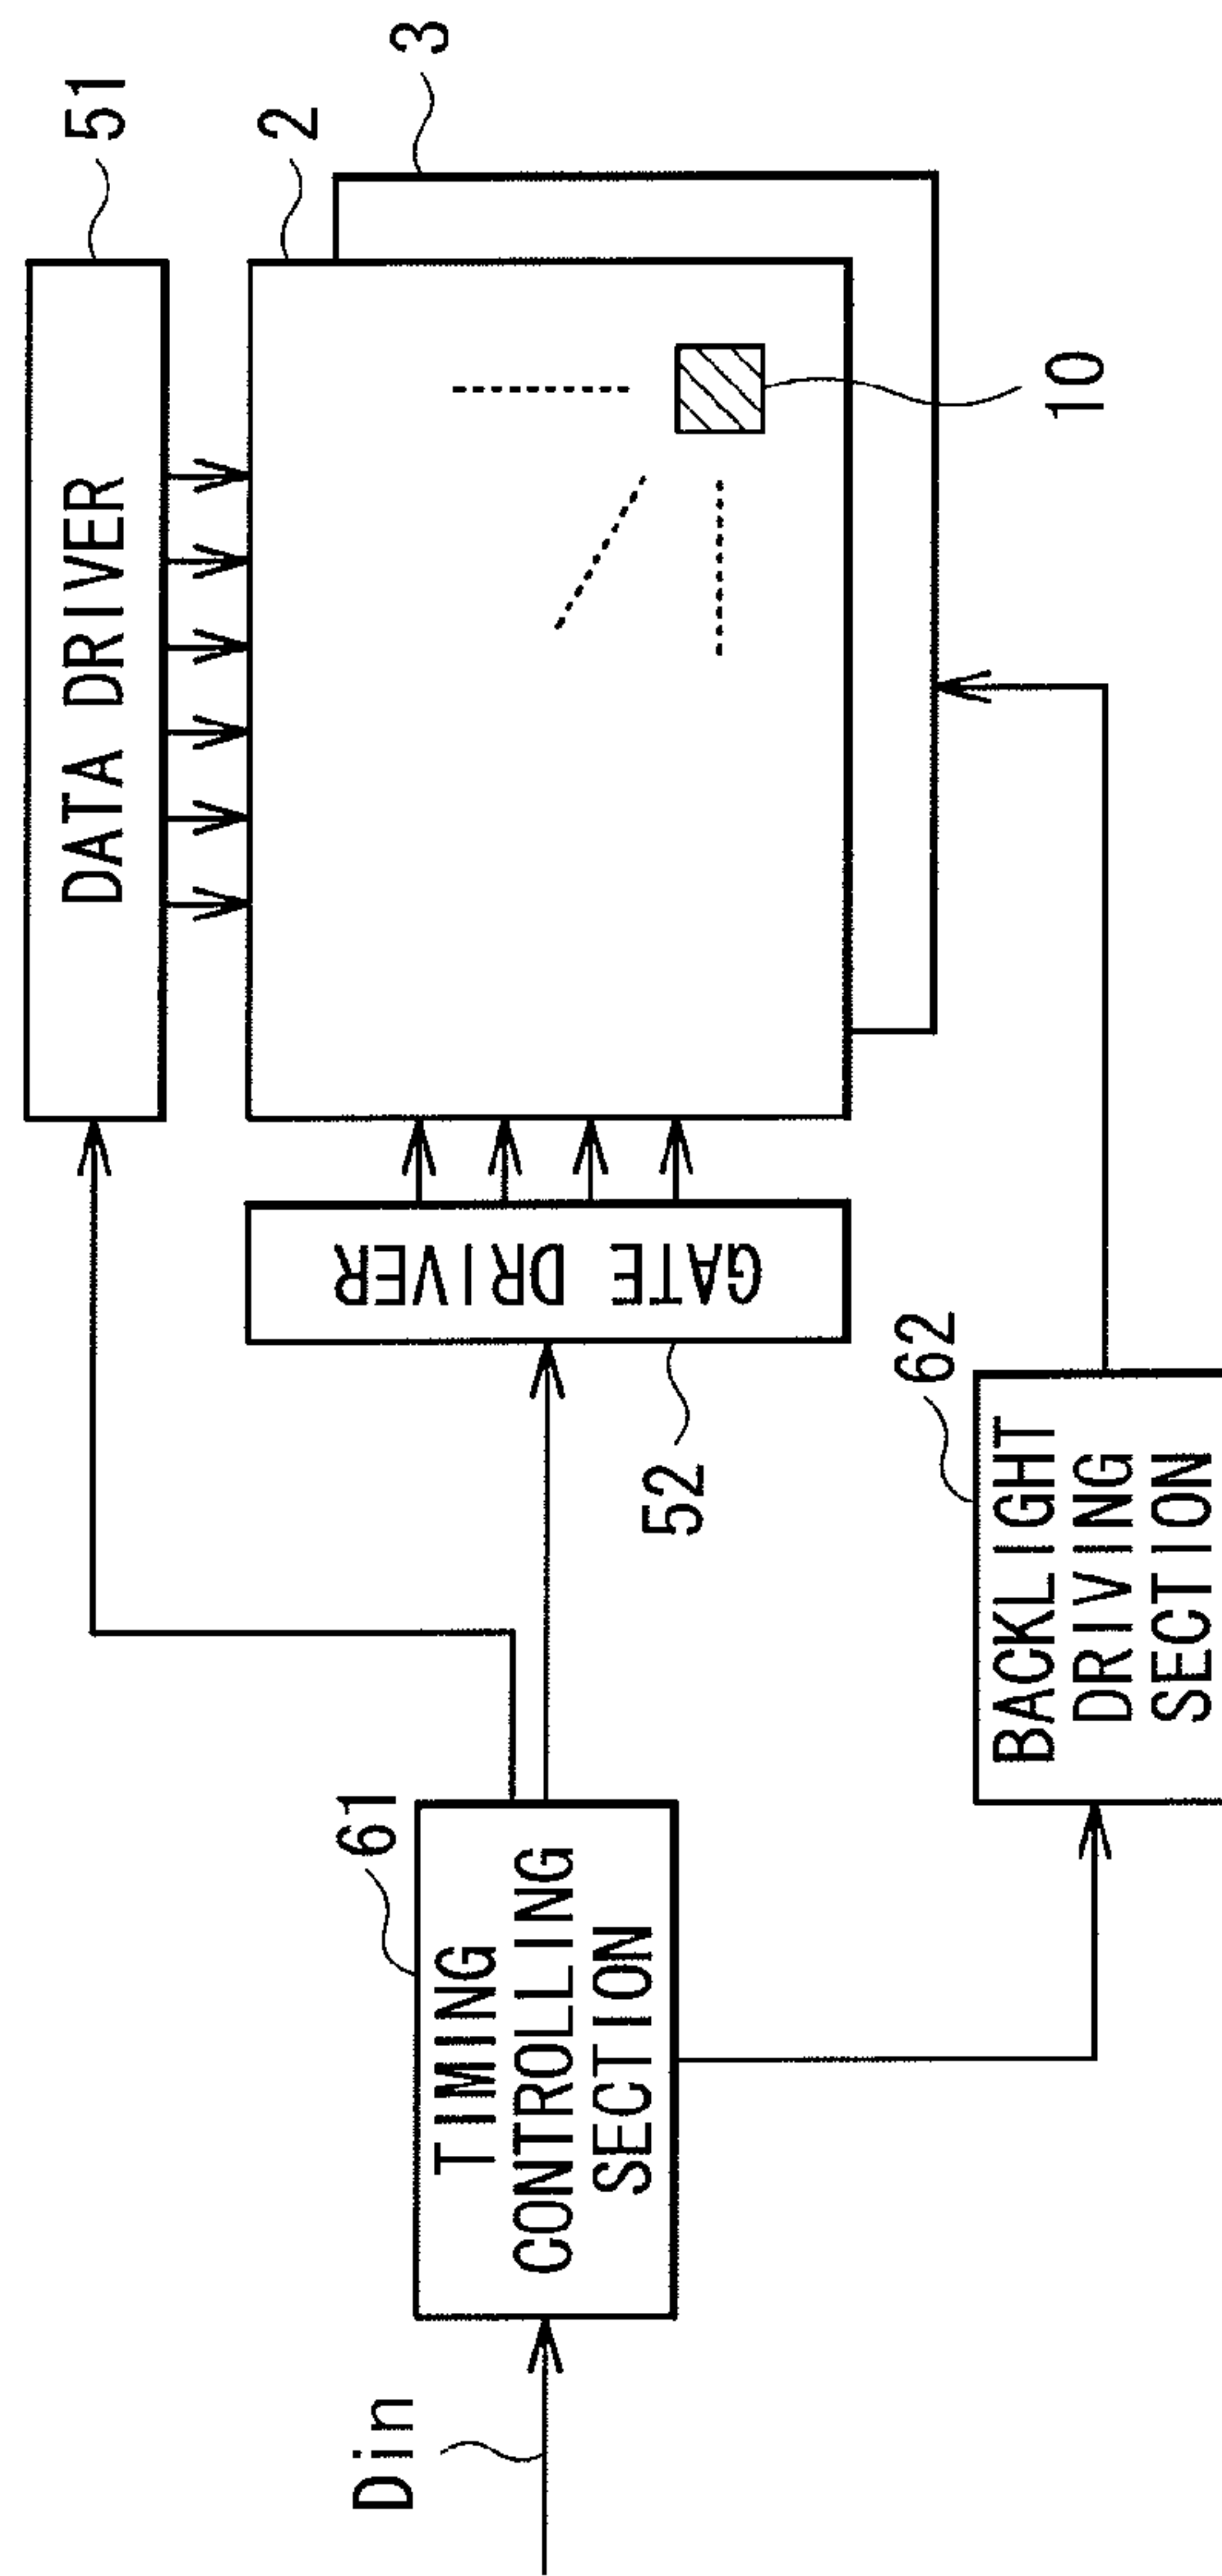 DATA DRIVER
51
2
3
Din
61
TIMING
CONTROLLING
SECTION
GATE DRIVER
52
10
62
BACKLIGHT
DRIVING
SECTION